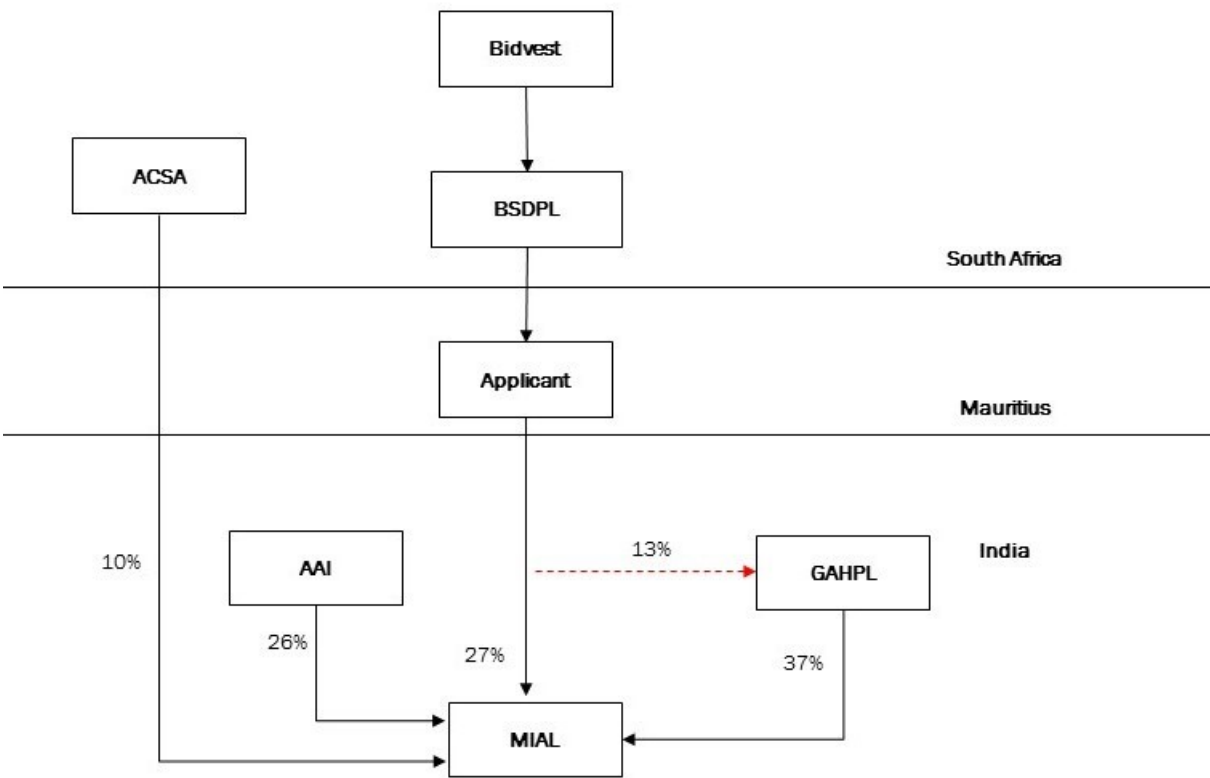 Bidvest
ACSA
BSDPL
South Africa
Applicant
Mauritius
10%
AAI
13%
GAHPL
India
26%
27%
37%
MIAL